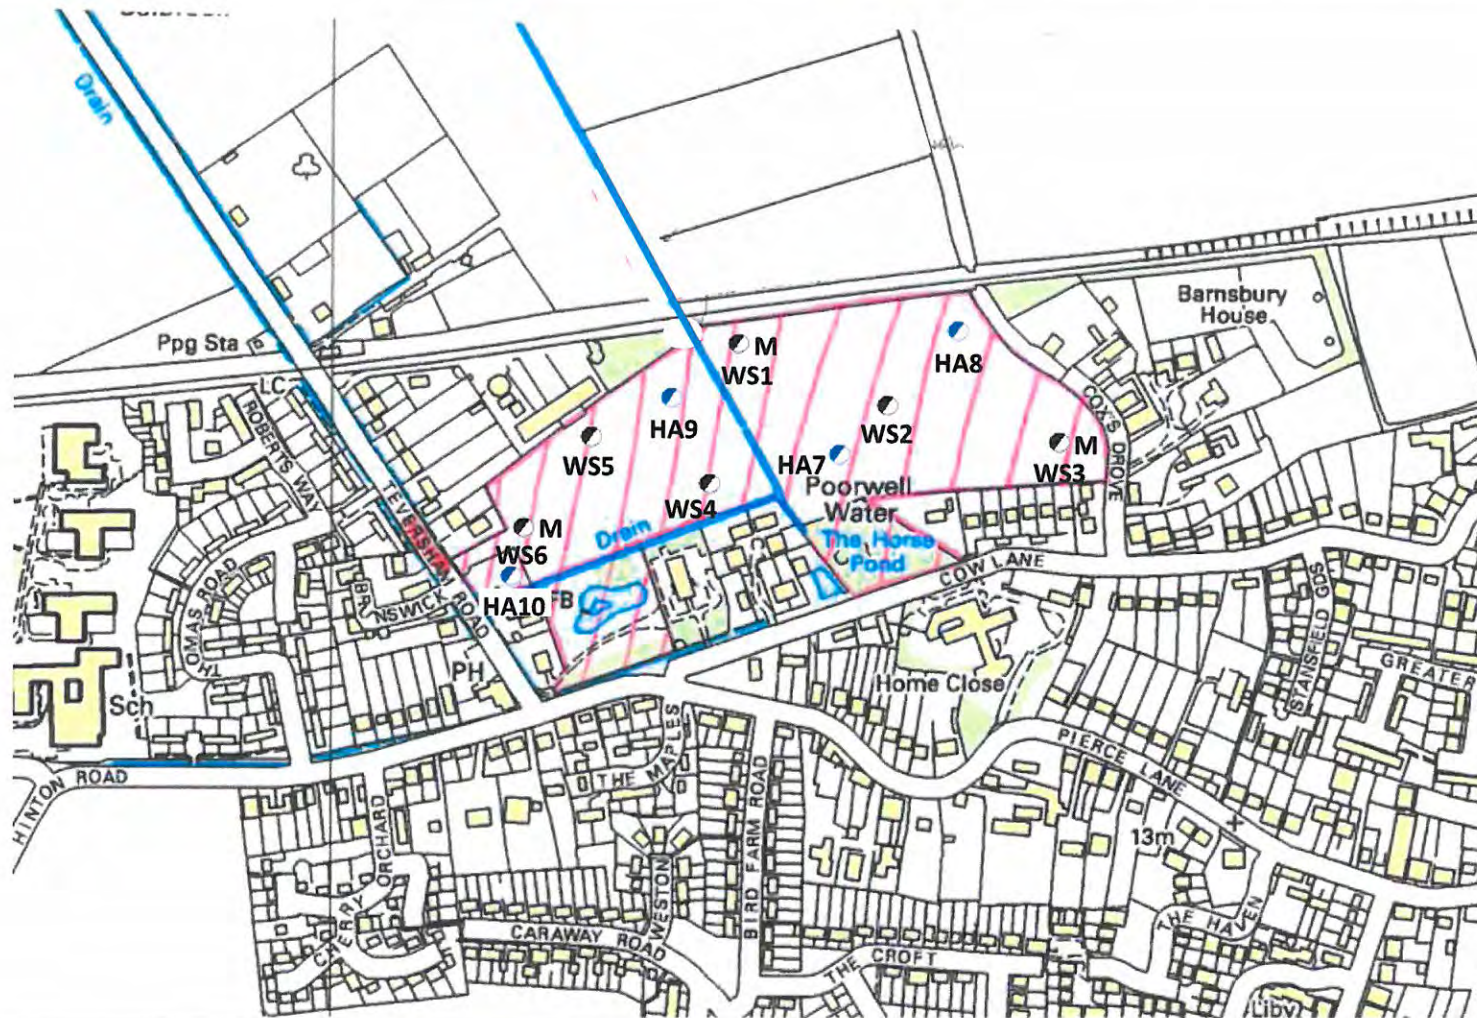 Drain
Ppg Sta
LC
Barnsbury
House
M
WS1
HA8
HA9
WS2
WS5
HA7
M
WS3
WS4
Poorwell
Water
COX'S DROVE
ROBERTS WAY
TEVERSHAM ROAD
M
WS6
Drain
The Horse
Pond
COW LANE
HA10
FB
THOMAS ROAD
BRUNSWICK
STANSFIELD GDS
GREATER
PH
Sch
Home Close
HINTON ROAD
THE MAPLES
PIERCE LANE
13m
CHERRY ORCHARD
WESTON
BIRD FARM ROAD
CARAWAY ROAD
THE CROFT
THE HAVEN
Liby